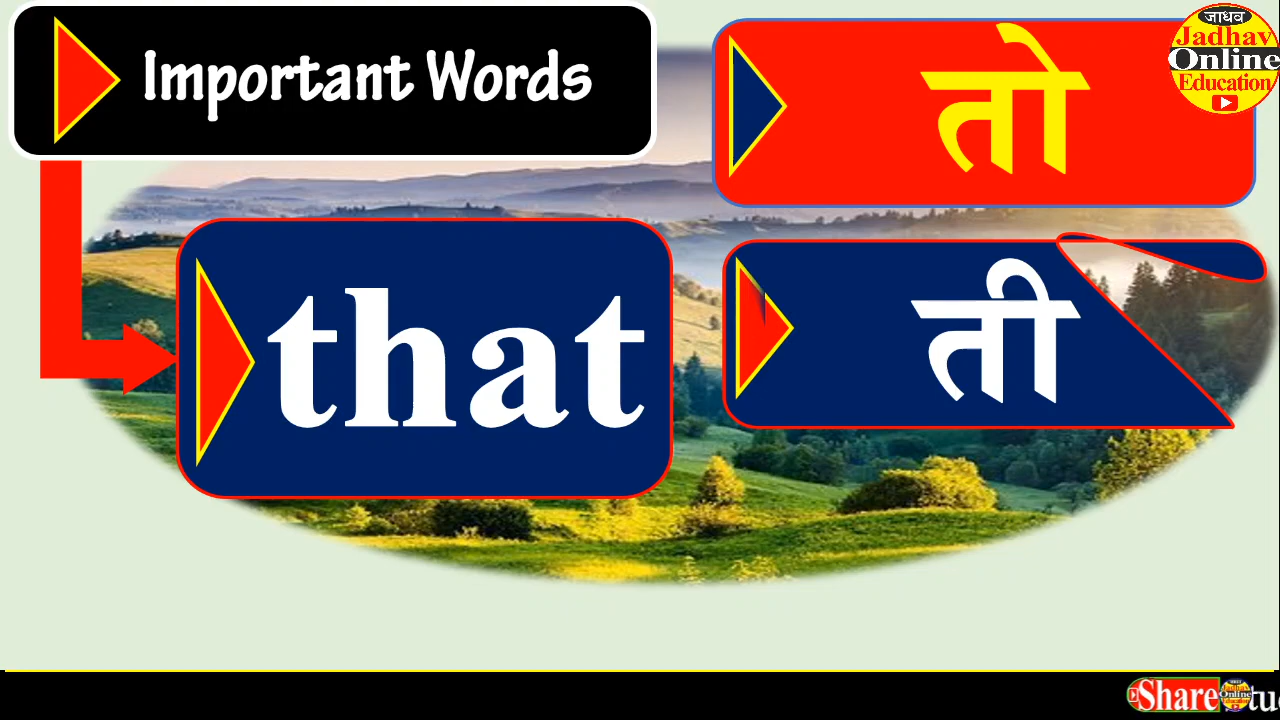 Important Words
that
तो
ती
जाधव
Jadhav
Online
Education
Share